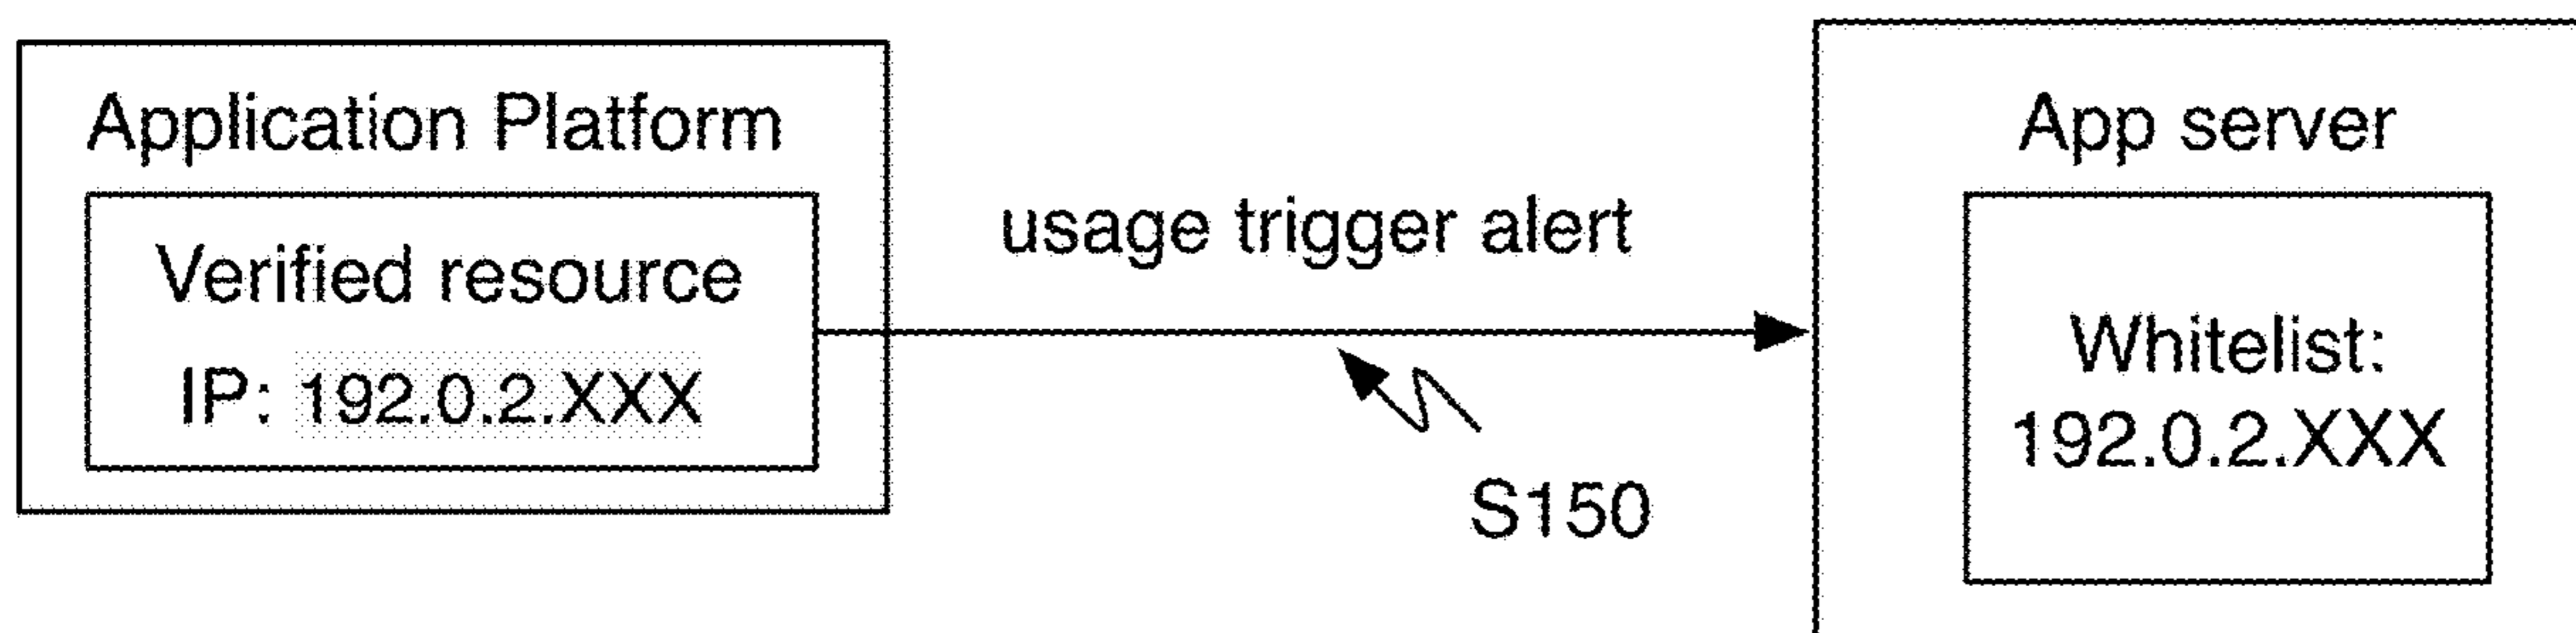 Application Platform
Verified resource
IP: 192.0.2.XXX
usage trigger alert
S150
App server
Whitelist:
192.0.2.XXX